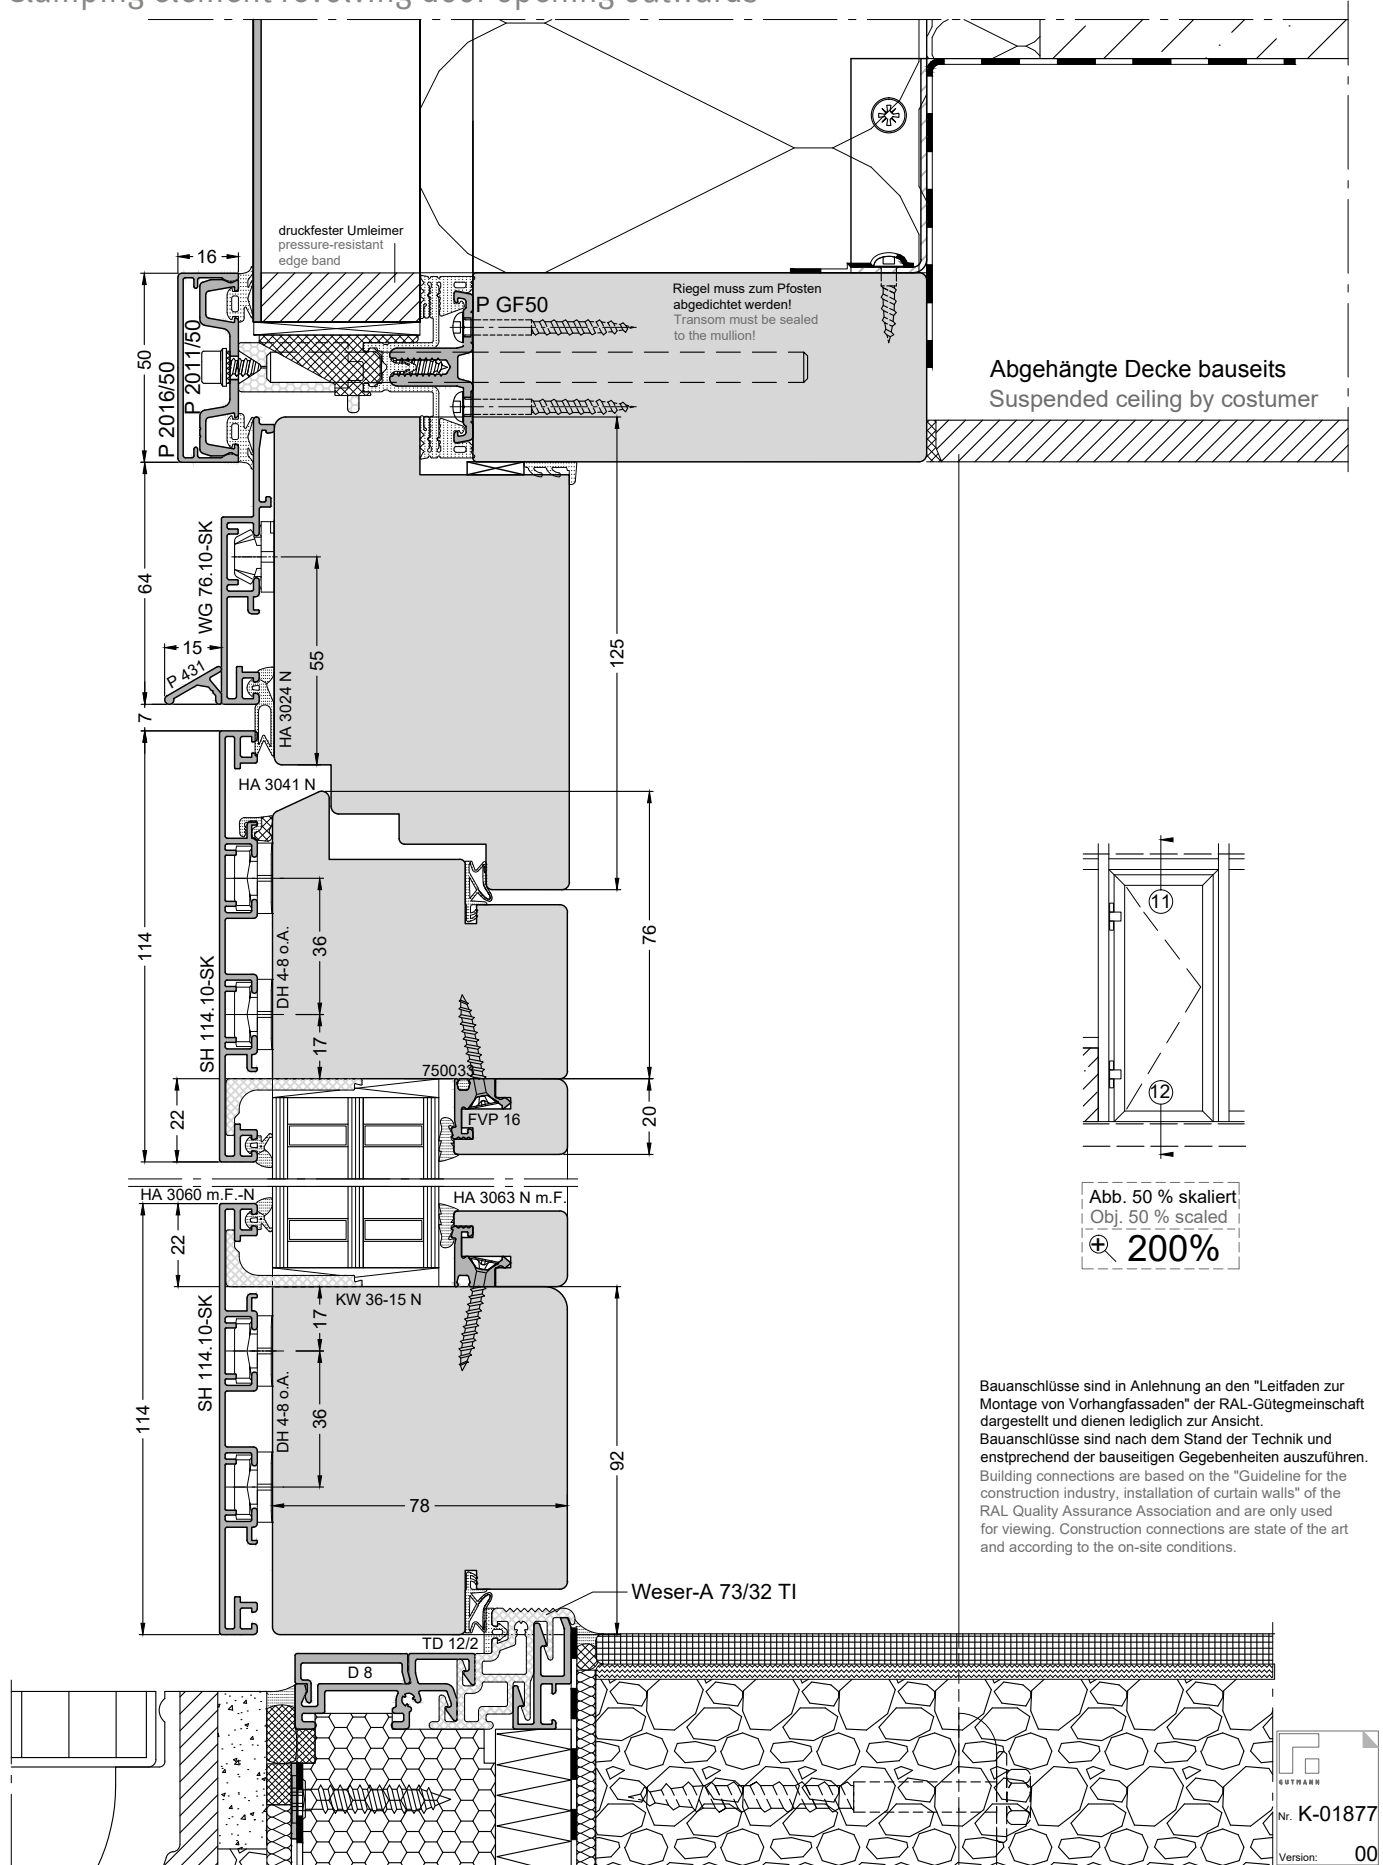 Clamping element revolving door opening outwards
druckfester Umleimer
pressure-resistant
edge band
16
50
P 2016/50
P 2011/50
P GF50
Riegel muss zum Pfosten
abgedichtet werden!
Transom must be sealed
to the mullion!
Abgehängte Decke bauseits
Suspended ceiling by costumer
64
WG 76.10-SK
15
P 431
7
55
HA 3024 N
125
HA 3041 N
114
SH 114.10-SK
DH 4-8 o.A.
36
17
76
750033
22
FVP 16
20
11
12
HA 3060 m.F.-N
HA 3063 N m.F.
22
KW 36-15 N
Abb. 50 % skaliert
Obj. 50 % scaled
200%
114
SH 114.10-SK
DH 4-8 o.A.
17
36
92
78
Bauanschlüsse sind in Anlehnung an den "Leitfaden zur
Montage von Vorhangfassaden" der RAL-Gütegmeinschaft
dargestellt und dienen lediglich zur Ansicht.
Bauanschlüsse sind nach dem Stand der Technik und
enstprechend der bauseitigen Gegebenheiten auszuführen.
Building connections are based on the "Guideline for the
construction industry, installation of curtain walls" of the
RAL Quality Assurance Association and are only used
for viewing. Construction connections are state of the art
and according to the on-site conditions.
Weser-A 73/32 TI
TD 12/2
D 8
GUTMANN
Nr. K-01877
Version: 00